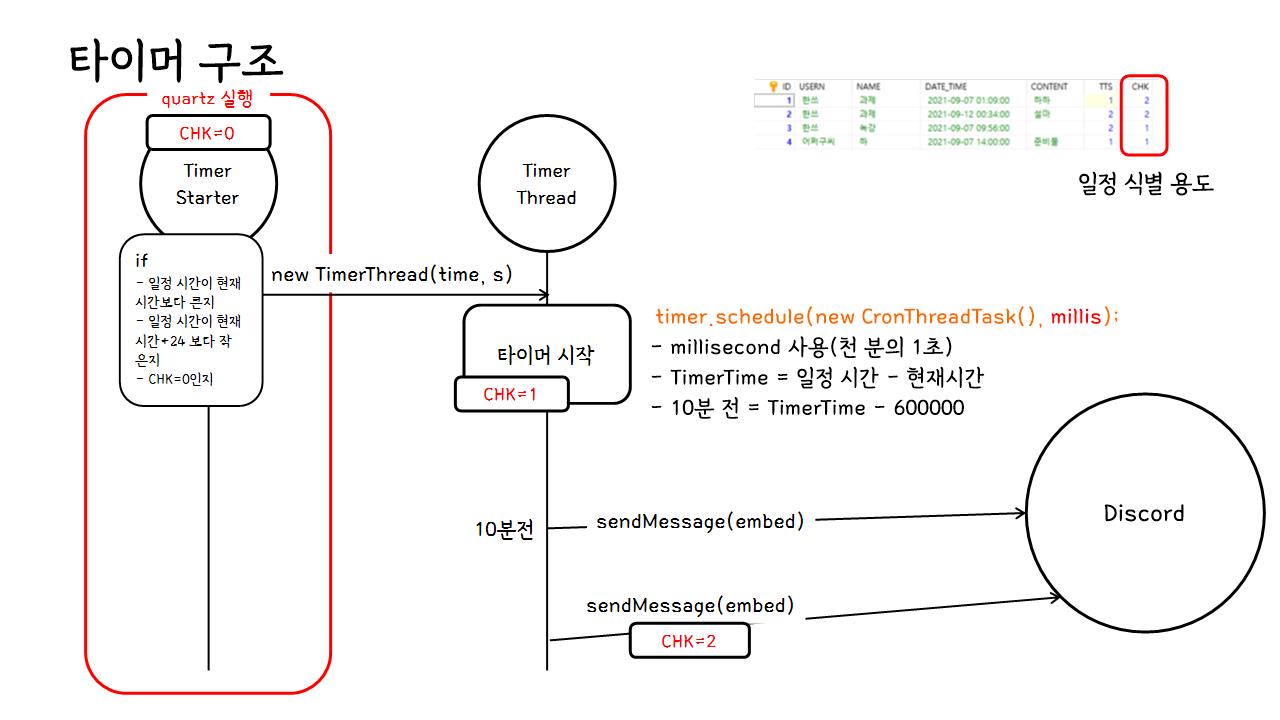 타이머 구조
quartz 실행
CHK=0
Timer
Starter
if
- 일정 시간이 현재
시간보다 큰지
- 일정 시간이 현재
시간+24 보다 작
은지
- CHK=0인지
new TimerThread(time, s)
Timer
Thread
타이머 시작
CHK=1
ID USERN NAME DATE_TIME CONTENT TTS CHK
1 한쓰 과제 2021-09-07 01:09:00 하하 1 2
2 한쓰 과제 2021-09-12 00:34:00 설마 2 2
3 한쓰 녹강 2021-09-07 09:56:00 2 1
4 어쩌구씨 하 2021-09-07 14:00:00 준비물 1 1
일정 식별 용도
timer.schedule(new CronThreadTask(), millis);
- millisecond 사용(천 분의 1초)
- TimerTime = 일정 시간 - 현재시간
- 10분 전 = TimerTime - 600000
10분전
sendMessage(embed)
sendMessage(embed)
CHK=2
Discord